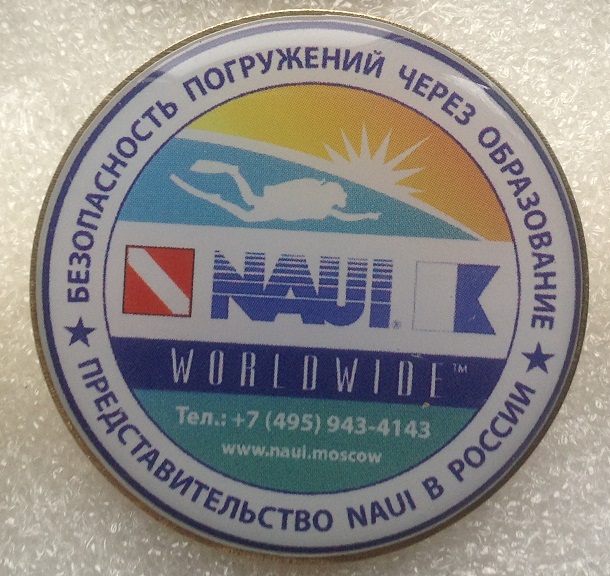 БЕЗОПАСНОСТЬ ПОГРУЖЕНИЙ ЧЕРЕЗ ОБРАЗОВАНИЕ
NAUI®
WORLDWIDE™
Тел.: +7 (495) 943-4143
www.naui.moscow
★ ПРЕДСТАВИТЕЛЬСТВО NAUI В РОССИИ ★